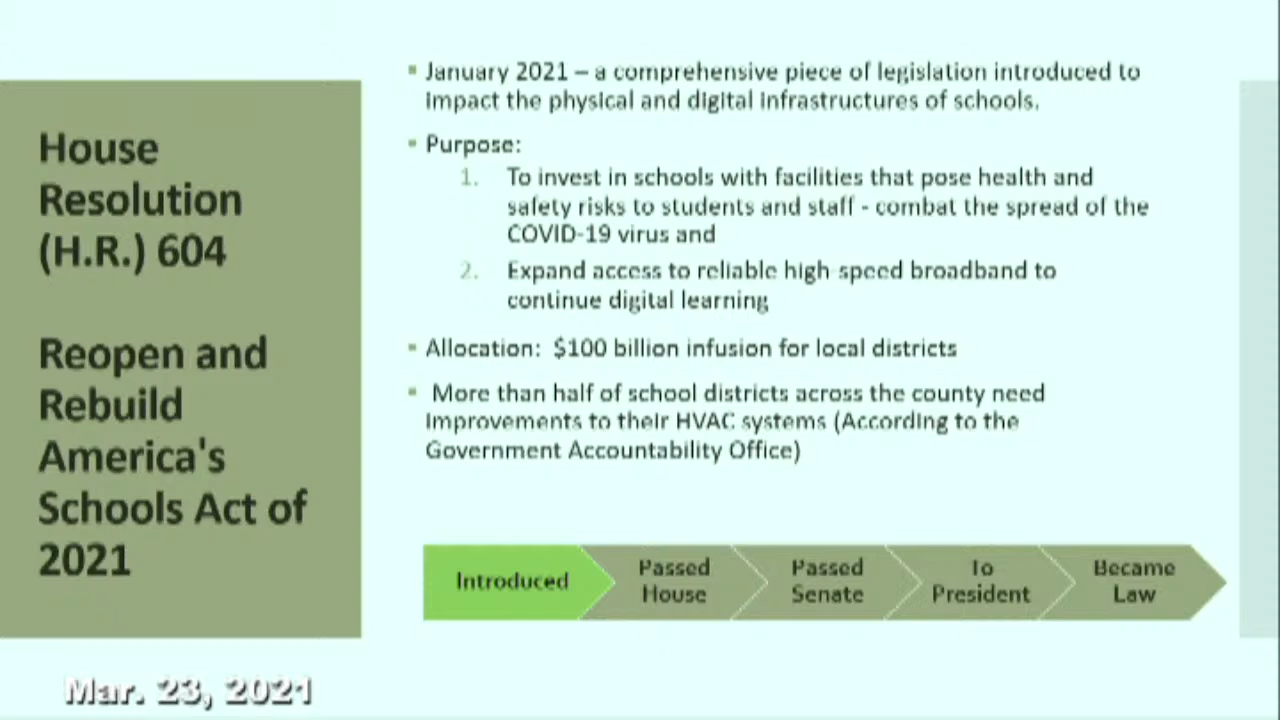 House
Resolution
(H.R.) 604
Reopen and
Rebuild
America's
Schools Act of
2021
January 2021 – a comprehensive piece of legislation introduced to
impact the physical and digital infrastructures of schools.
Purpose:
1. To invest in schools with facilities that pose health and
safety risks to students and staff - combat the spread of the
COVID-19 virus and
2. Expand access to reliable high speed broadband to
continue digital learning
Allocation: $100 billion infusion for local districts
More than half of school districts across the county need
improvements to their HVAC systems (According to the
Government Accountability Office)
Introduced
Passed
House
Passed
Senate
To
President
Became
Law
Mar. 23, 2021